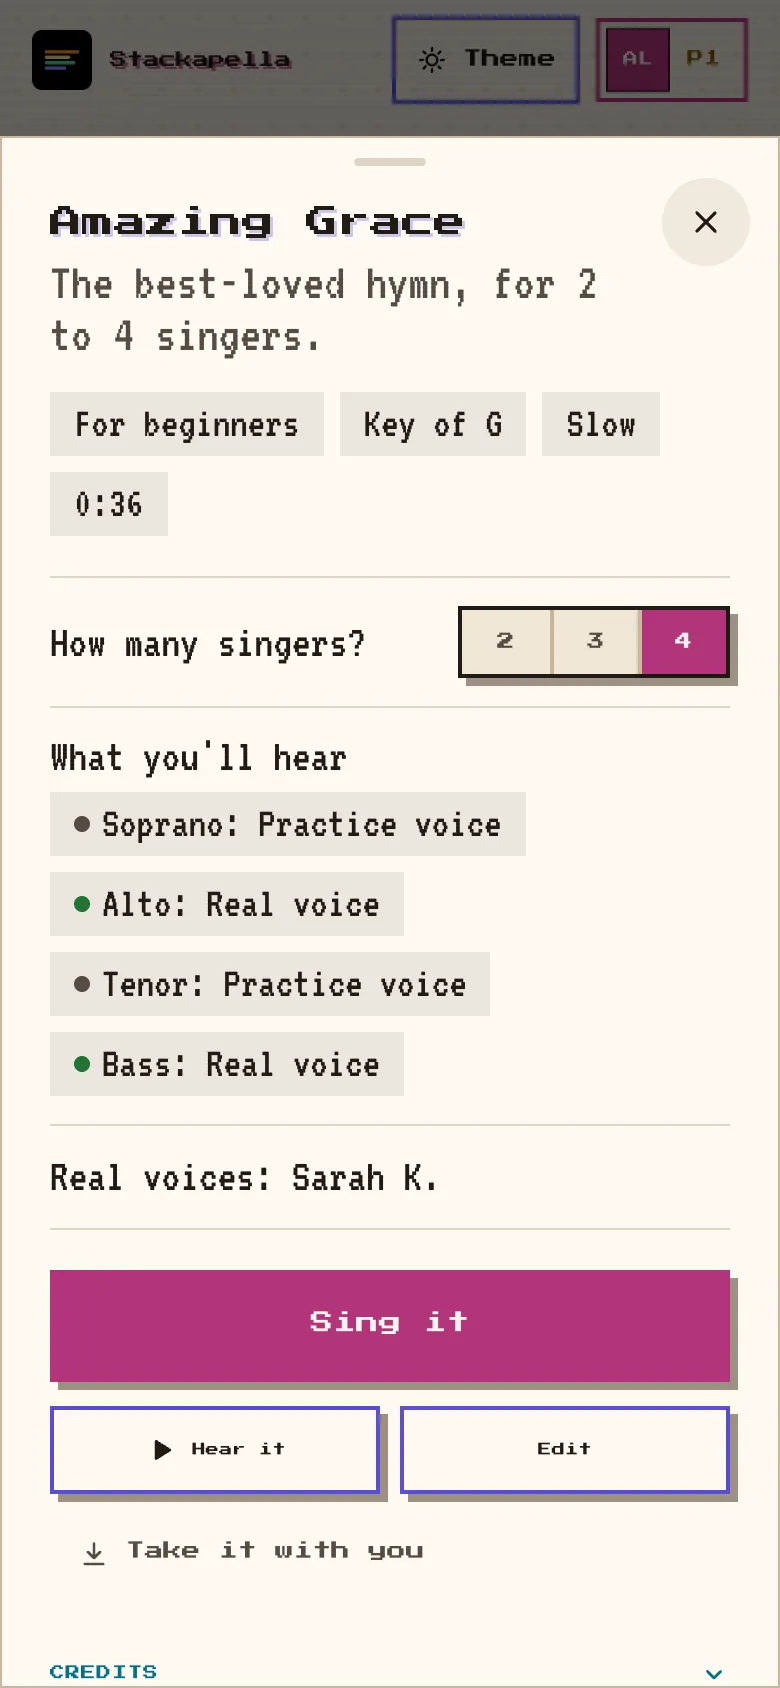 Stackapella
Theme
AL P1
Amazing Grace
The best-loved hymn, for 2
to 4 singers.
For beginners
Key of G
Slow
0:36
How many singers?
2 3 4
What you'll hear
Soprano: Practice voice
Alto: Real voice
Tenor: Practice voice
Bass: Real voice
Real voices: Sarah K.
Sing it
Hear it
Edit
Take it with you
CREDITS